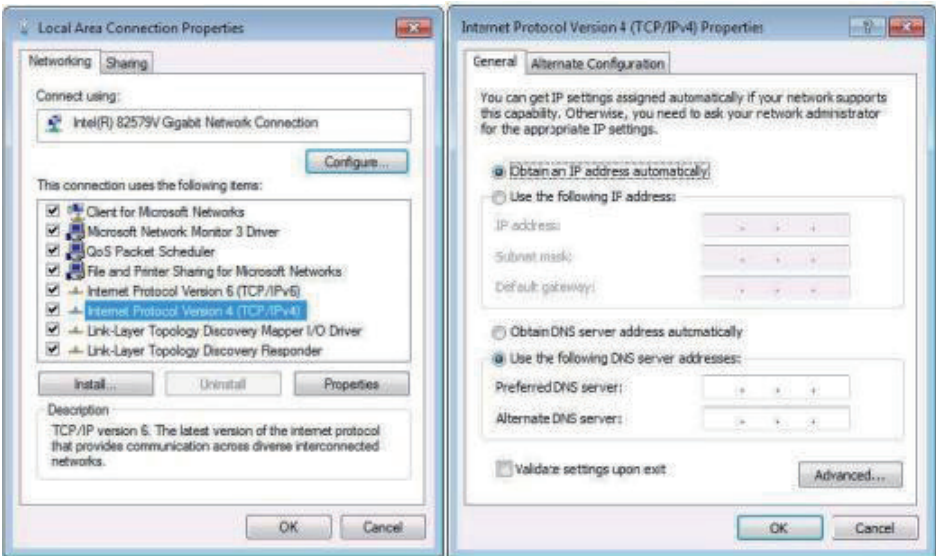 Local Area Connection Properties
Networking
Sharing
Connect using:
Intel(R) 82579V Gigabit Network Connection
Configure...
This connection uses the following items:
Client for Microsoft Networks
Microsoft Network Monitor 3 Driver
QoS Packet Scheduler
File and Printer Sharing for Microsoft Networks
Internet Protocol Version 6 (TCP/IPv6)
Internet Protocol Version 4 (TCP/IPv4)
Link-Layer Topology Discovery Mapper I/O Driver
Link-Layer Topology Discovery Responder
Install...
Uninstall
Properties
Description
TCP/IP version 6. The latest version of the internet protocol
that provides communication across diverse interconnected
networks.
OK
Cancel
Internet Protocol Version 4 (TCP/IPv4) Properties
General
Alternate Configuration
You can get IP settings assigned automatically if your network supports
this capability. Otherwise, you need to ask your network administrator
for the appropriate IP settings.
Obtain an IP address automatically
Use the following IP address:
IP address:
Subnet mask:
Default gateway:
Obtain DNS server address automatically
Use the following DNS server addresses:
Preferred DNS server:
Alternate DNS server:
Validate settings upon exit
Advanced...
OK
Cancel